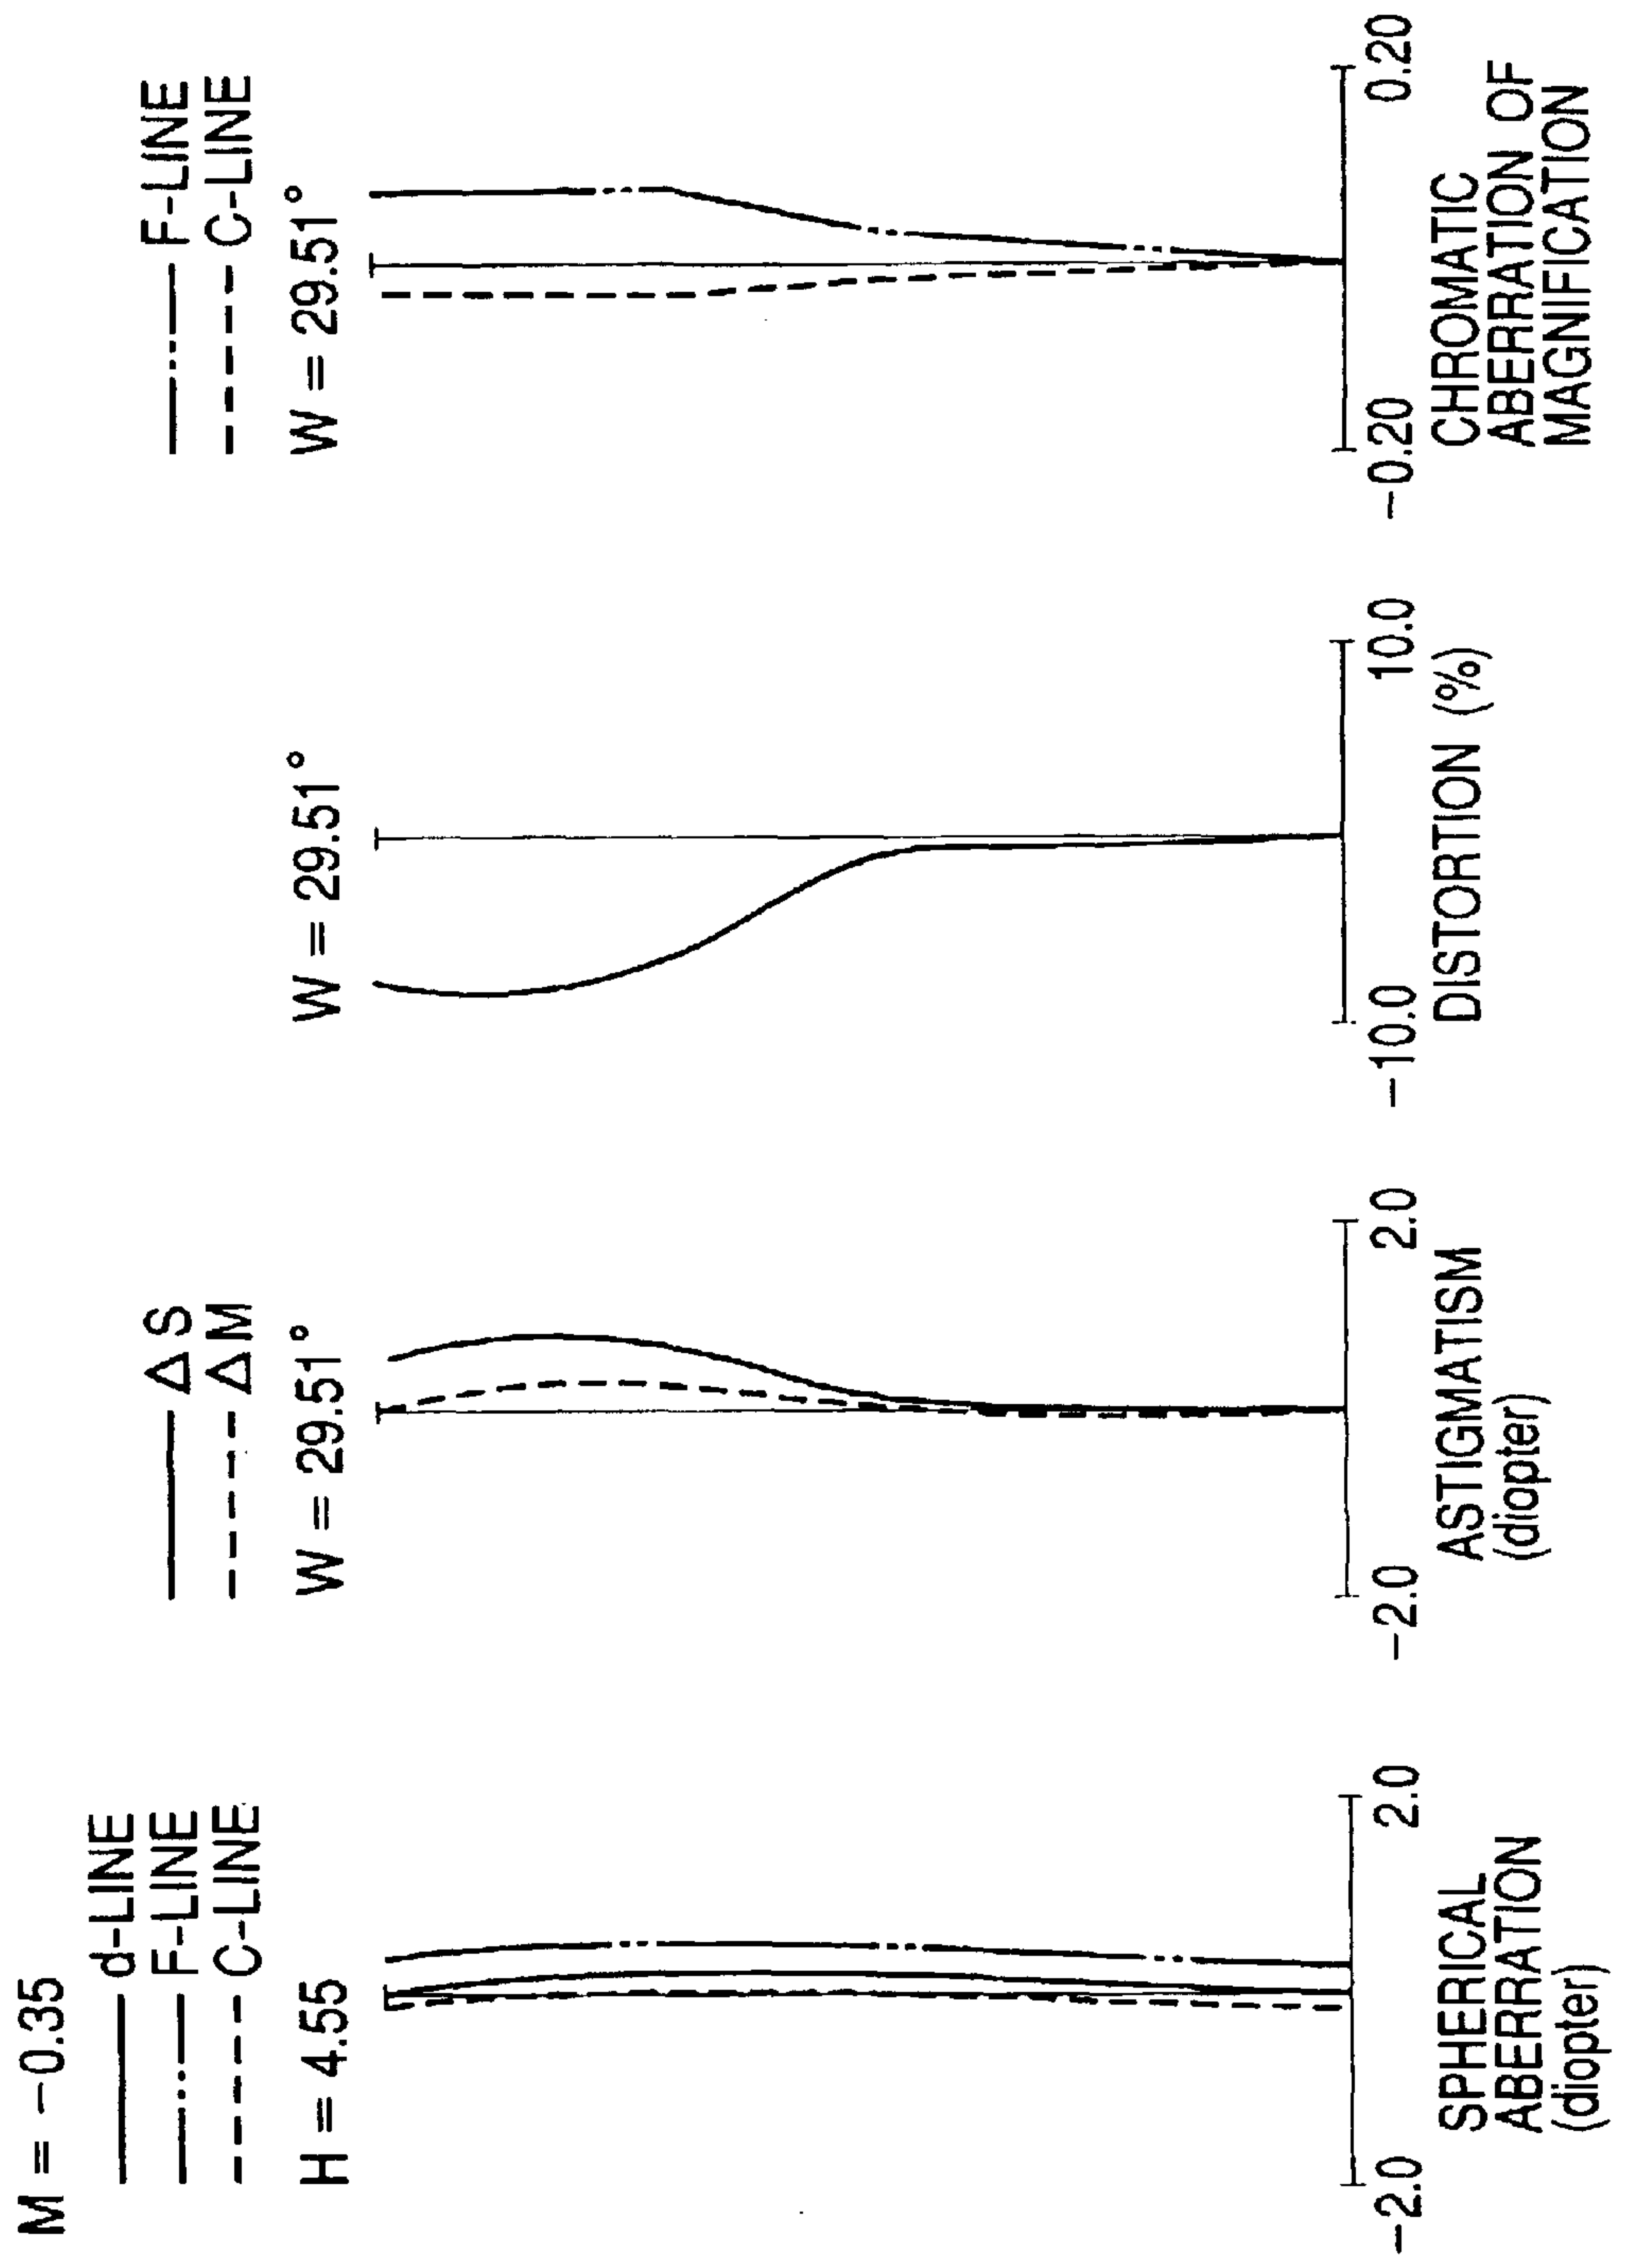 M = −0.35
d-LINE
F-LINE
C-LINE
H = 4.55
−2.0
2.0
SPHERICAL
ABERRATION
(diopter)
△S
△M
W = 29.51°
−2.0
2.0
ASTIGMATISM
(diopter)
W = 29.51°
−10.0
10.0
DISTORTION (%)
F-LINE
C-LINE
W = 29.51°
−0.20
0.20
CHROMATIC
ABERRATION OF
MAGNIFICATION